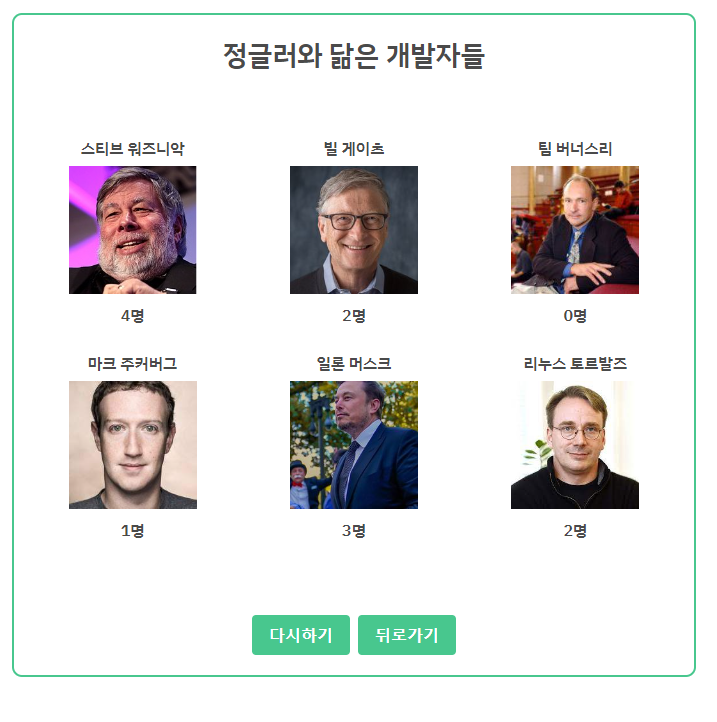 정글러와 닮은 개발자들
스티브 워즈니악 빌 게이츠 팀 버너스리
4명 2명 0명
마크 주커버그 일론 머스크 리누스 토르발즈
1명 3명 2명
다시하기 뒤로가기